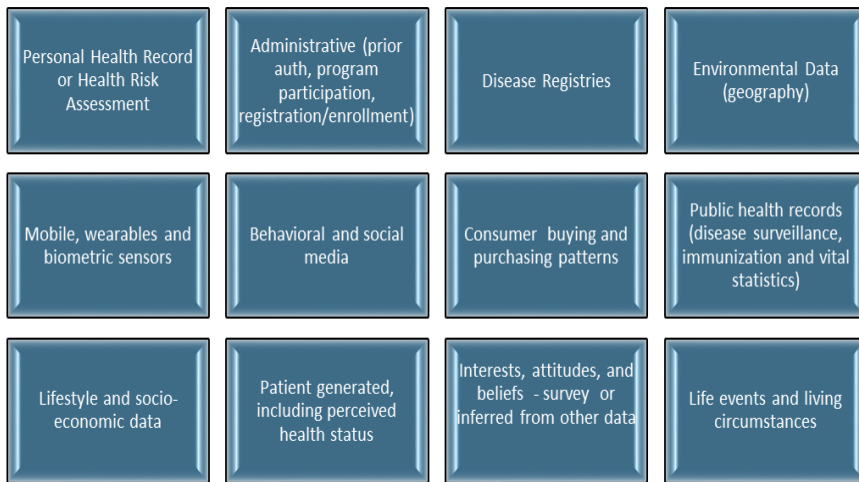 Personal Health Record
or Health Risk
Assessment
Administrative (prior
auth, program
participation,
registration/enrollment)
Disease Registries
Environmental Data
(geography)
Mobile, wearables and
biometric sensors
Behavioral and social
media
Consumer buying and
purchasing patterns
Public health records
(disease surveillance,
immunization and vital
statistics)
Lifestyle and socio-
economic data
Patient generated,
including perceived
health status
Interests, attitudes, and
beliefs - survey or
inferred from other data
Life events and living
circumstances